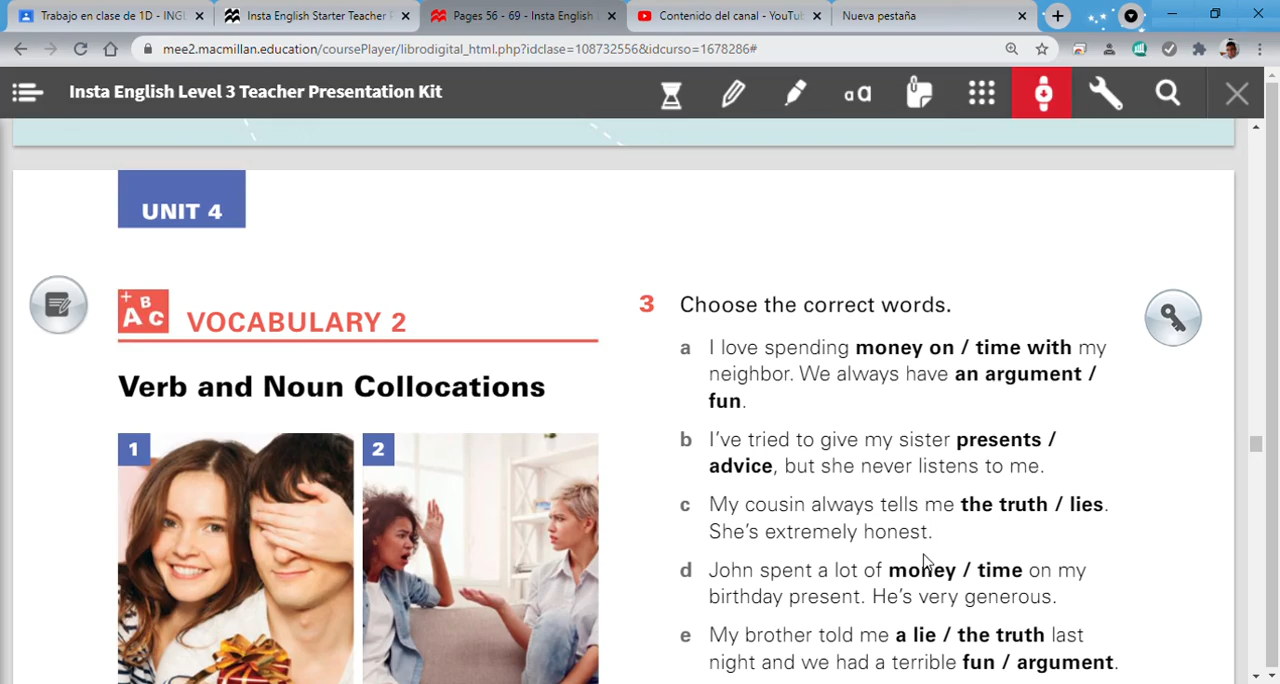 Trabajo en clase de 1D - INGL
Insta English Starter Teacher P
Pages 56 - 69 - Insta English L
Contenido del canal - YouTu
Nueva pestaña
mee2.macmillan.education/coursePlayer/librodigital_html.php?idclase=108732556&idcurso=1678286#
Insta English Level 3 Teacher Presentation Kit
a a
UNIT 4
+ A B C
VOCABULARY 2
Verb and Noun Collocations
1
2
3 Choose the correct words.
a I love spending money on / time with my
neighbor. We always have an argument /
fun.
b I've tried to give my sister presents /
advice, but she never listens to me.
c My cousin always tells me the truth / lies.
She's extremely honest.
d John spent a lot of money / time on my
birthday present. He's very generous.
e My brother told me a lie / the truth last
night and we had a terrible fun / argument.